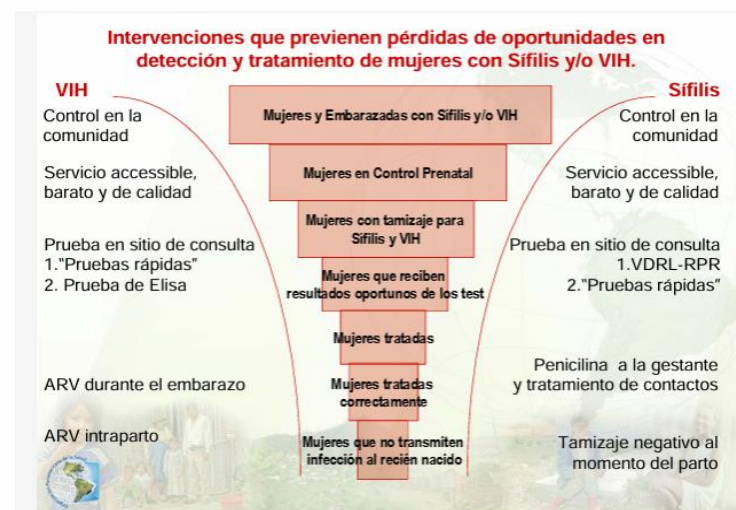 Intervenciones que previenen pérdidas de oportunidades en
detección y tratamiento de mujeres con Sífilis y/o VIH.
VIH
Control en la
comunidad
Servicio accessible,
barato y de calidad
Prueba en sitio de consulta
1."Pruebas rápidas"
2. Prueba de Elisa
ARV durante el embarazo
ARV intraparto
Mujeres y Embarazadas con Sífilis y/o VIH
Mujeres en Control Prenatal
Mujeres con tamizaje para
Sífilis y VIH
Mujeres que reciben
resultados oportunos de los test
Mujeres tratadas
Mujeres tratadas
correctamente
Mujeres que no transmiten
infección al recién nacido
Sífilis
Control en la
comunidad
Servicio accessible,
barato y de calidad
Prueba en sitio de consulta
1.VDRL-RPR
2."Pruebas rápidas"
Penicilina a la gestante
y tratamiento de contactos
Tamizaje negativo al
momento del parto